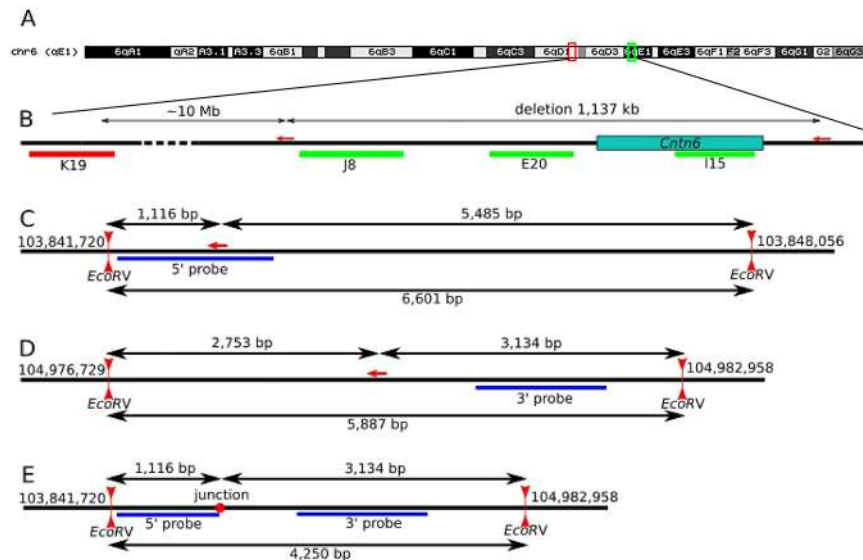 A
chr6 (qE1)
6qA1 qA2 A3.1 A3.3 6qB1 6qB3 6qC1 6qC3 6qD1 6qD3 6qE1 6qE3 6qF1 F2 6qF3 6qG1 G2 6qG3
~10 Mb deletion 1,137 kb
B
Cntn6
K19 J8 E20 I15
C
1,116 bp 5,485 bp
103,841,720 103,848,056
5' probe
EcoRV EcoRV
6,601 bp
D
2,753 bp 3,134 bp
104,976,729 104,982,958
3' probe
EcoRV EcoRV
5,887 bp
E
1,116 bp 3,134 bp
junction
103,841,720 104,982,958
5' probe 3' probe
EcoRV EcoRV
4,250 bp